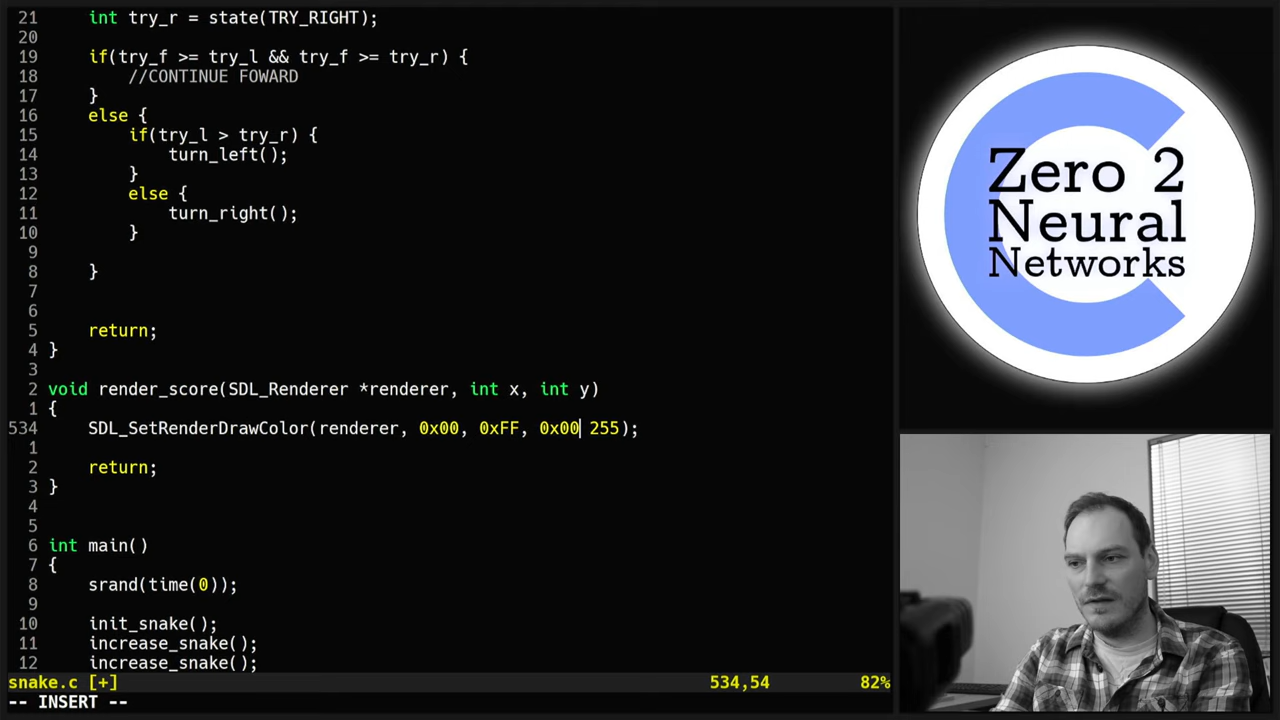 21 int try_r = state(TRY_RIGHT);
20
19 if(try_f >= try_l && try_f >= try_r) {
18 //CONTINUE FOWARD
17 }
16 else {
15 if(try_l > try_r) {
14 turn_left();
13 }
12 else {
11 turn_right();
10 }
9
8 }
7
6
5 return;
4 }
3
2 void render_score(SDL_Renderer *renderer, int x, int y)
1 {
534 SDL_SetRenderDrawColor(renderer, 0x00, 0xFF, 0x00 255);
1
2 return;
3 }
4
5
6 int main()
7 {
8 srand(time(0));
9
10 init_snake();
11 increase_snake();
12 increase_snake();
snake.c [+] 534,54 82%
-- INSERT --
Zero 2
Neural
Networks